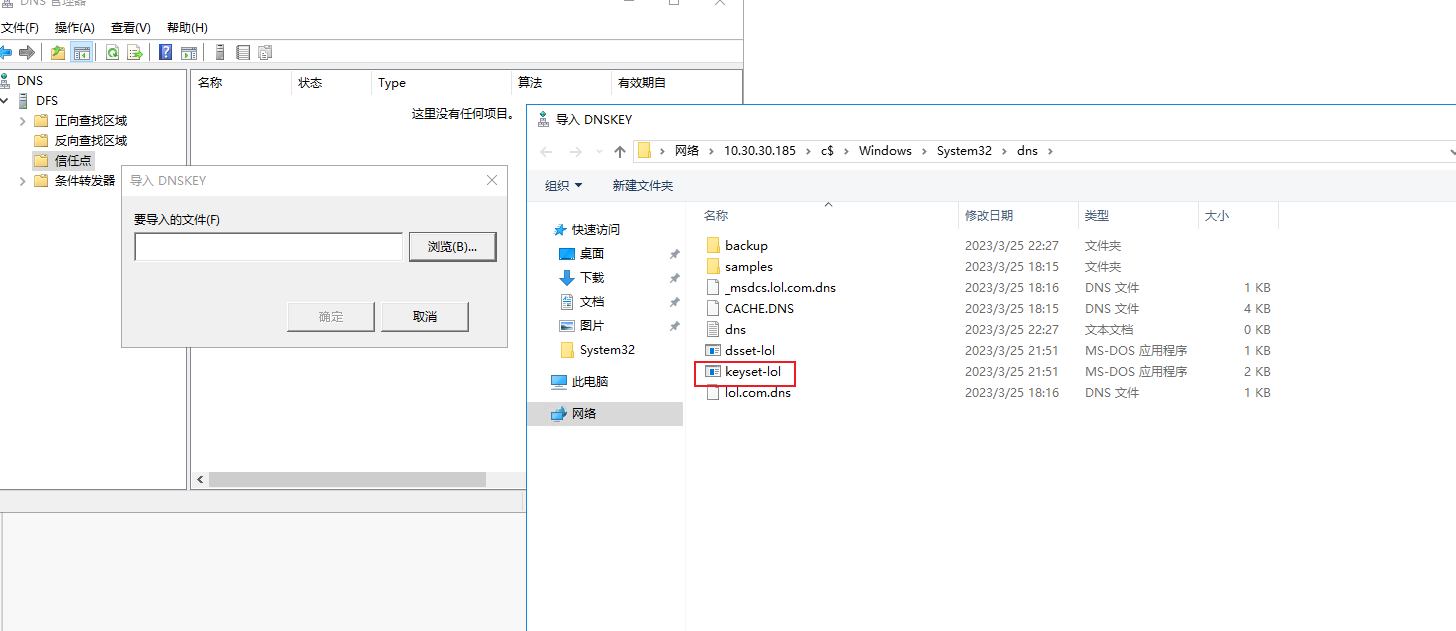 DNS 管理器
文件(F) 操作(A) 查看(V) 帮助(H)
DNS
DFS
正向查找区域
反向查找区域
信任点
条件转发器
名称 状态 Type 算法 有效期自
这里没有任何项目。
导入 DNSKEY
要导入的文件(F)
浏览(B)...
确定 取消
导入 DNSKEY
网络 10.30.30.185 c$ Windows System32 dns
组织 新建文件夹
快速访问
桌面
下载
文档
图片
System32
此电脑
网络
名称 修改日期 类型 大小
backup 2023/3/25 22:27 文件夹
samples 2023/3/25 18:15 文件夹
_msdcs.lol.com.dns 2023/3/25 18:16 DNS 文件 1 KB
CACHE.DNS 2023/3/25 18:15 DNS 文件 4 KB
dns 2023/3/25 22:27 文本文档 0 KB
dsset-lol 2023/3/25 21:51 MS-DOS 应用程序 1 KB
keyset-lol 2023/3/25 21:51 MS-DOS 应用程序 2 KB
lol.com.dns 2023/3/25 18:16 DNS 文件 1 KB